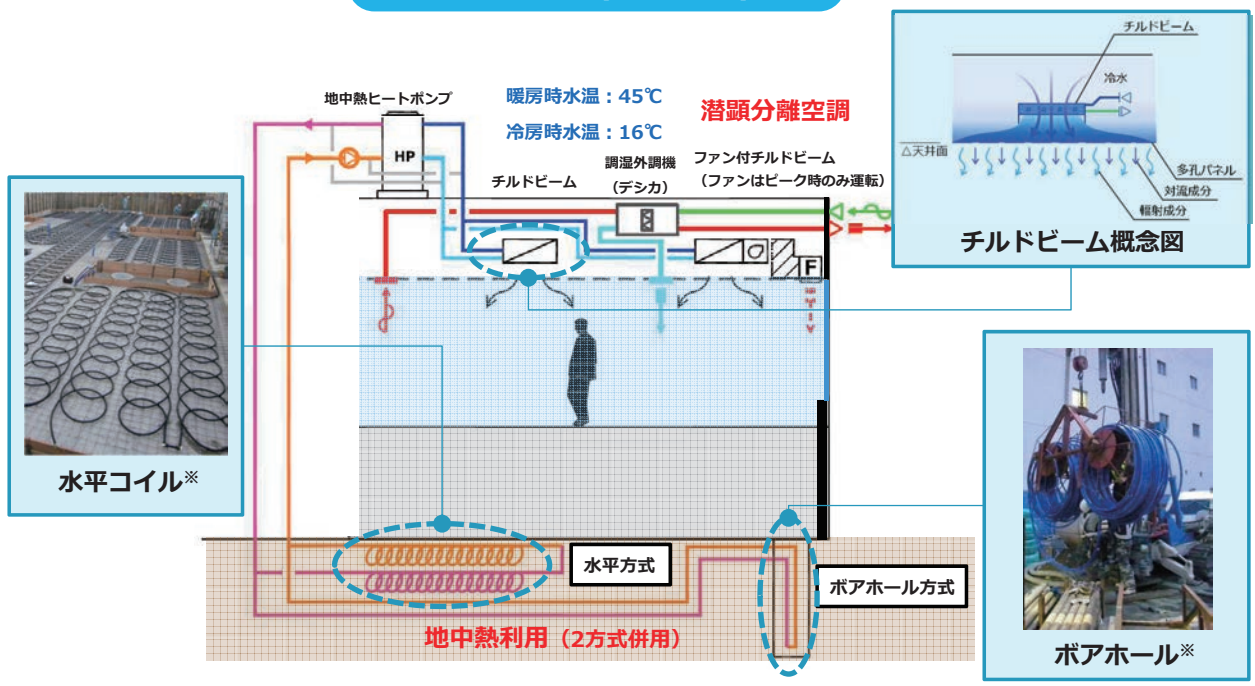 地中熱ヒートポンプ
暖房時水温：45℃
冷房時水温：16℃
潜顕分離空調
HP
チルドビーム
調湿外調機
（デシカ）
ファン付チルドビーム
（ファンはピーク時のみ運転）
F
チルドビーム
冷水
△天井面
多孔パネル
対流成分
輻射成分
チルドビーム概念図
水平コイル※
水平方式
ボアホール方式
地中熱利用（2方式併用）
ボアホール※